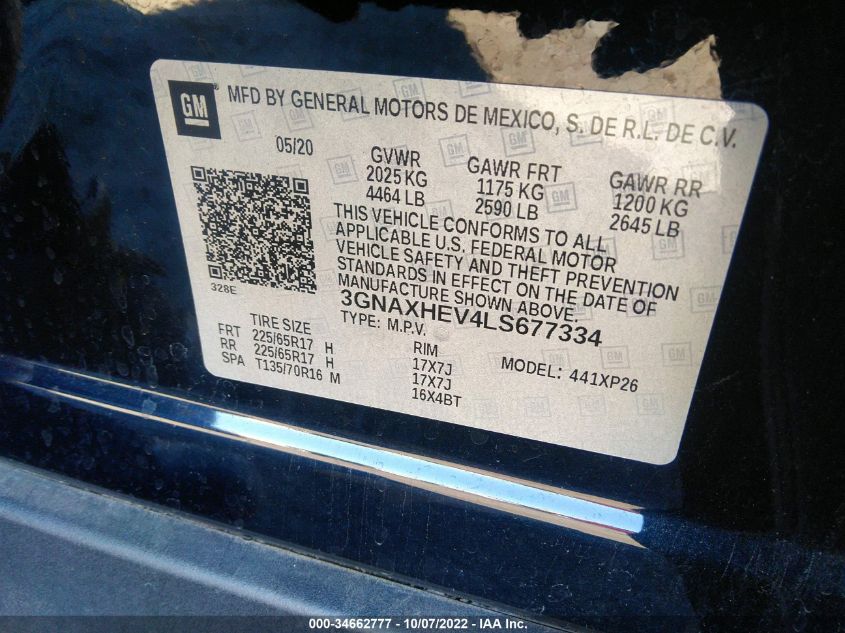 GM
MFD BY GENERAL MOTORS DE MEXICO, S. DE R.L. DE C.V.
05/20 GVWR GAWR FRT GAWR RR
2025 KG 1175 KG 1200 KG
4464 LB 2590 LB 2645 LB
THIS VEHICLE CONFORMS TO ALL
APPLICABLE U.S. FEDERAL MOTOR
VEHICLE SAFETY AND THEFT PREVENTION
STANDARDS IN EFFECT ON THE DATE OF
MANUFACTURE SHOWN ABOVE.
328E
3GNAXHEV4LS677334
TYPE: M.P.V. MODEL: 441XP26
TIRE SIZE RIM
FRT 225/65R17 H 17X7J
RR 225/65R17 H 17X7J
SPA T135/70R16 M 16X4BT
000-34662777 - 10/07/2022 - IAA Inc.